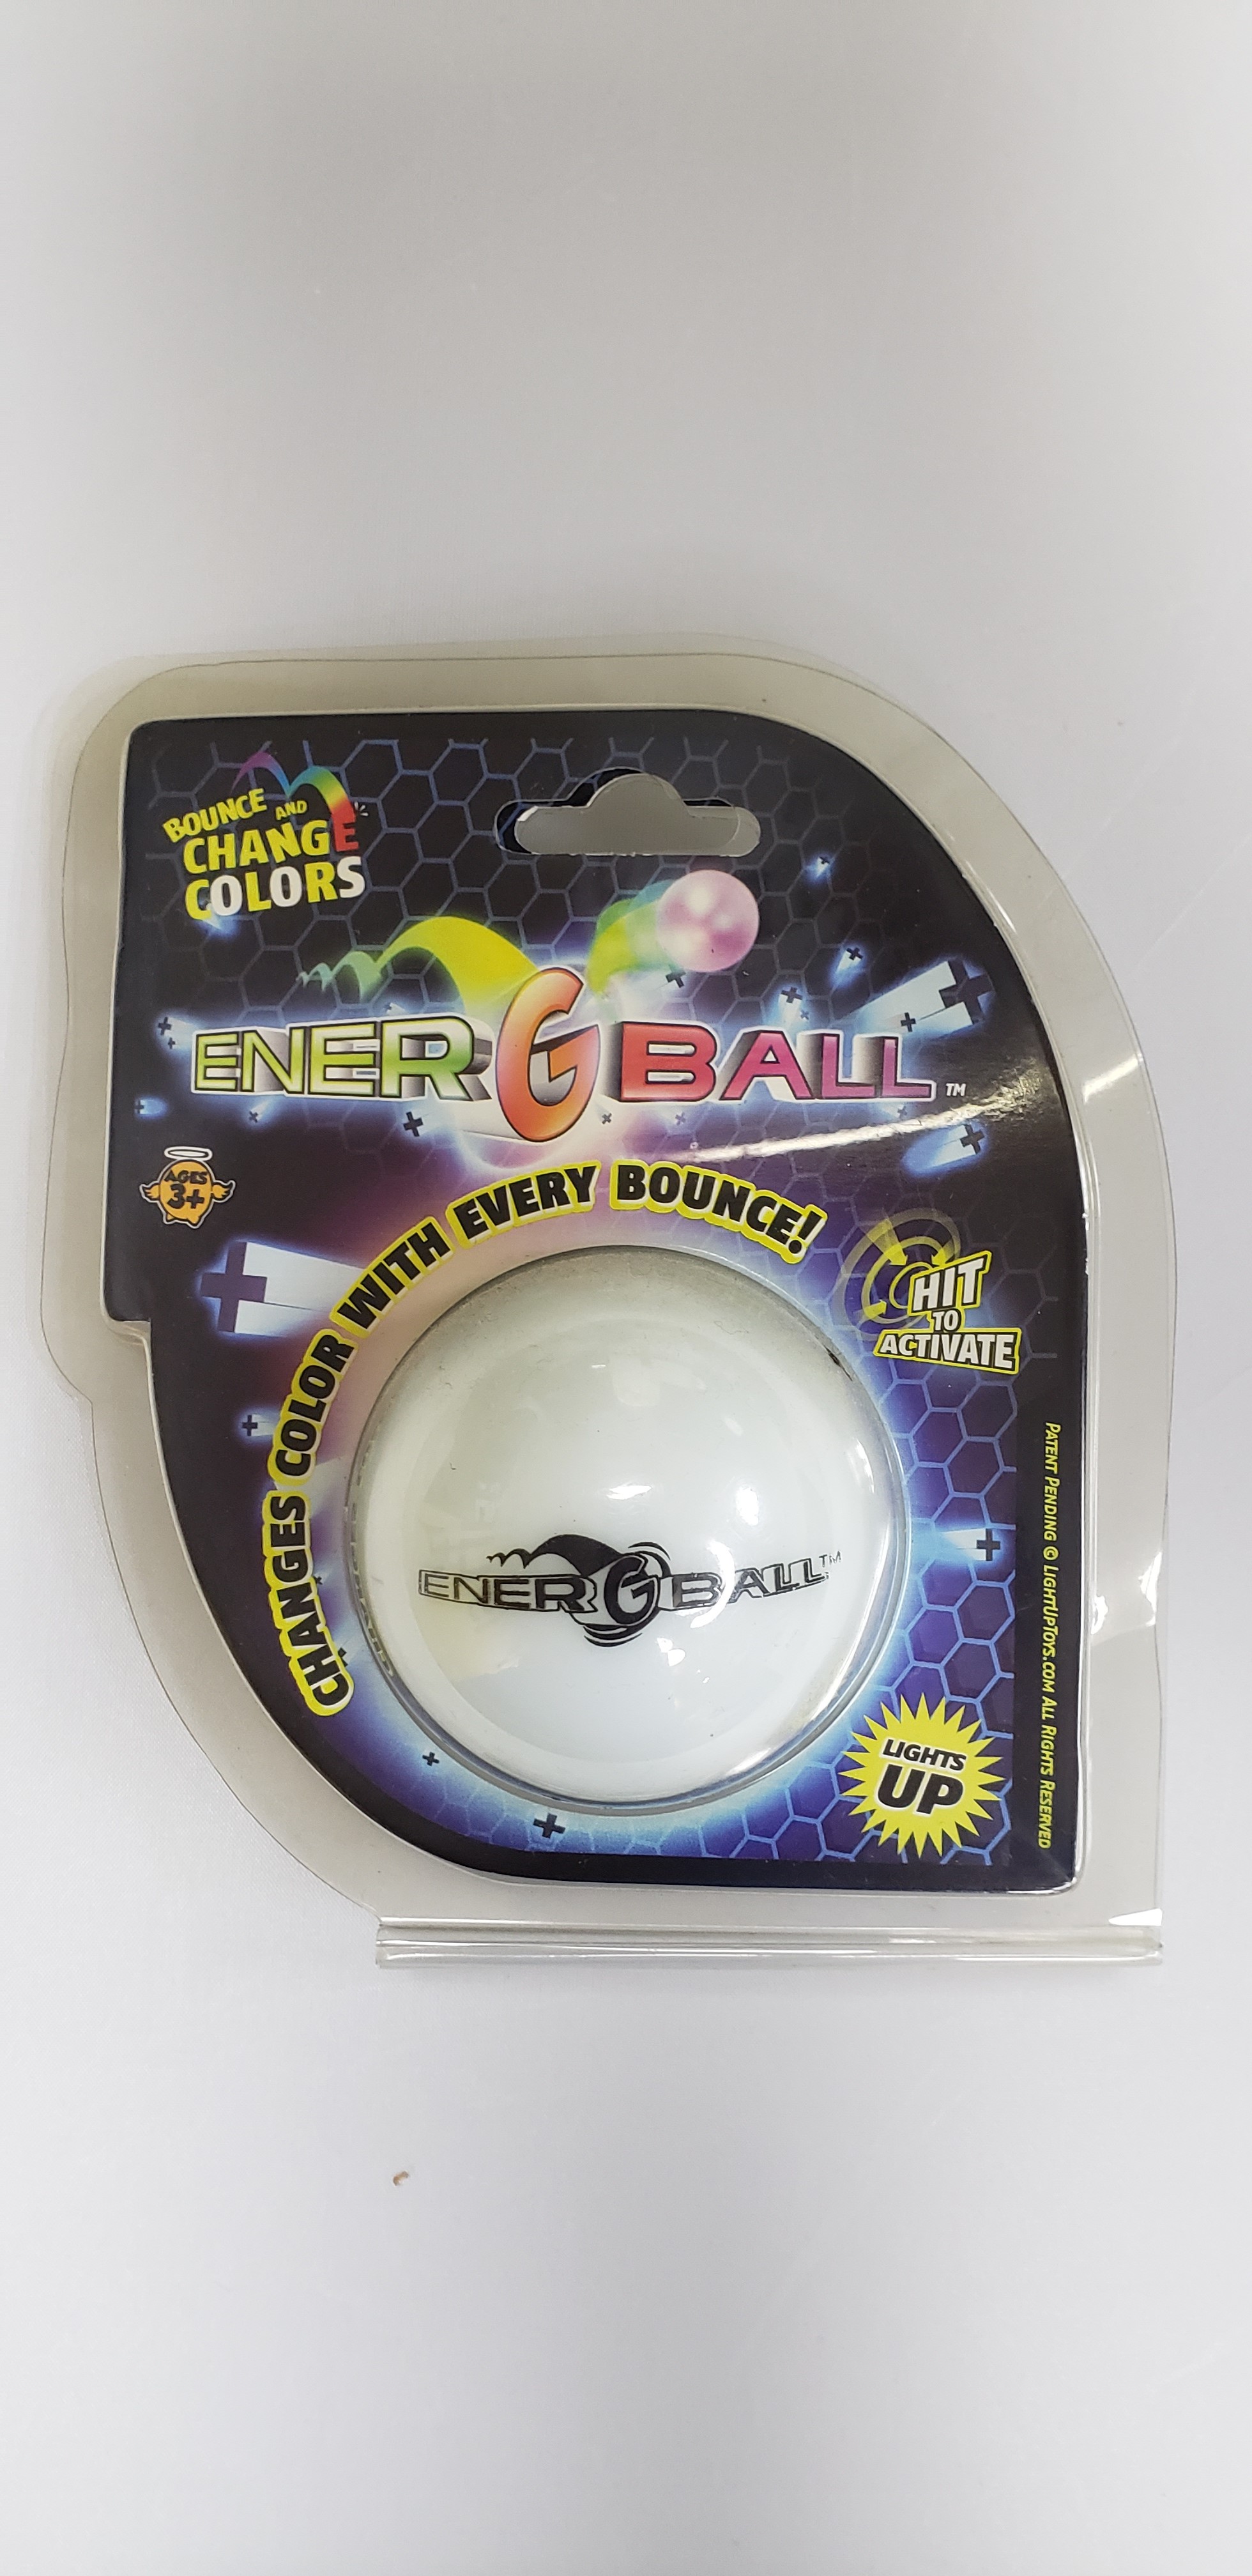 BOUNCE AND
CHANGE
COLORS
ENERGBALL™
AGES
3+
CHANGES COLOR WITH EVERY BOUNCE!
HIT
TO
ACTIVATE
ENERGBALL™
PATENT PENDING © LIGHTUPTOYS.COM ALL RIGHTS RESERVED
LIGHTS
UP